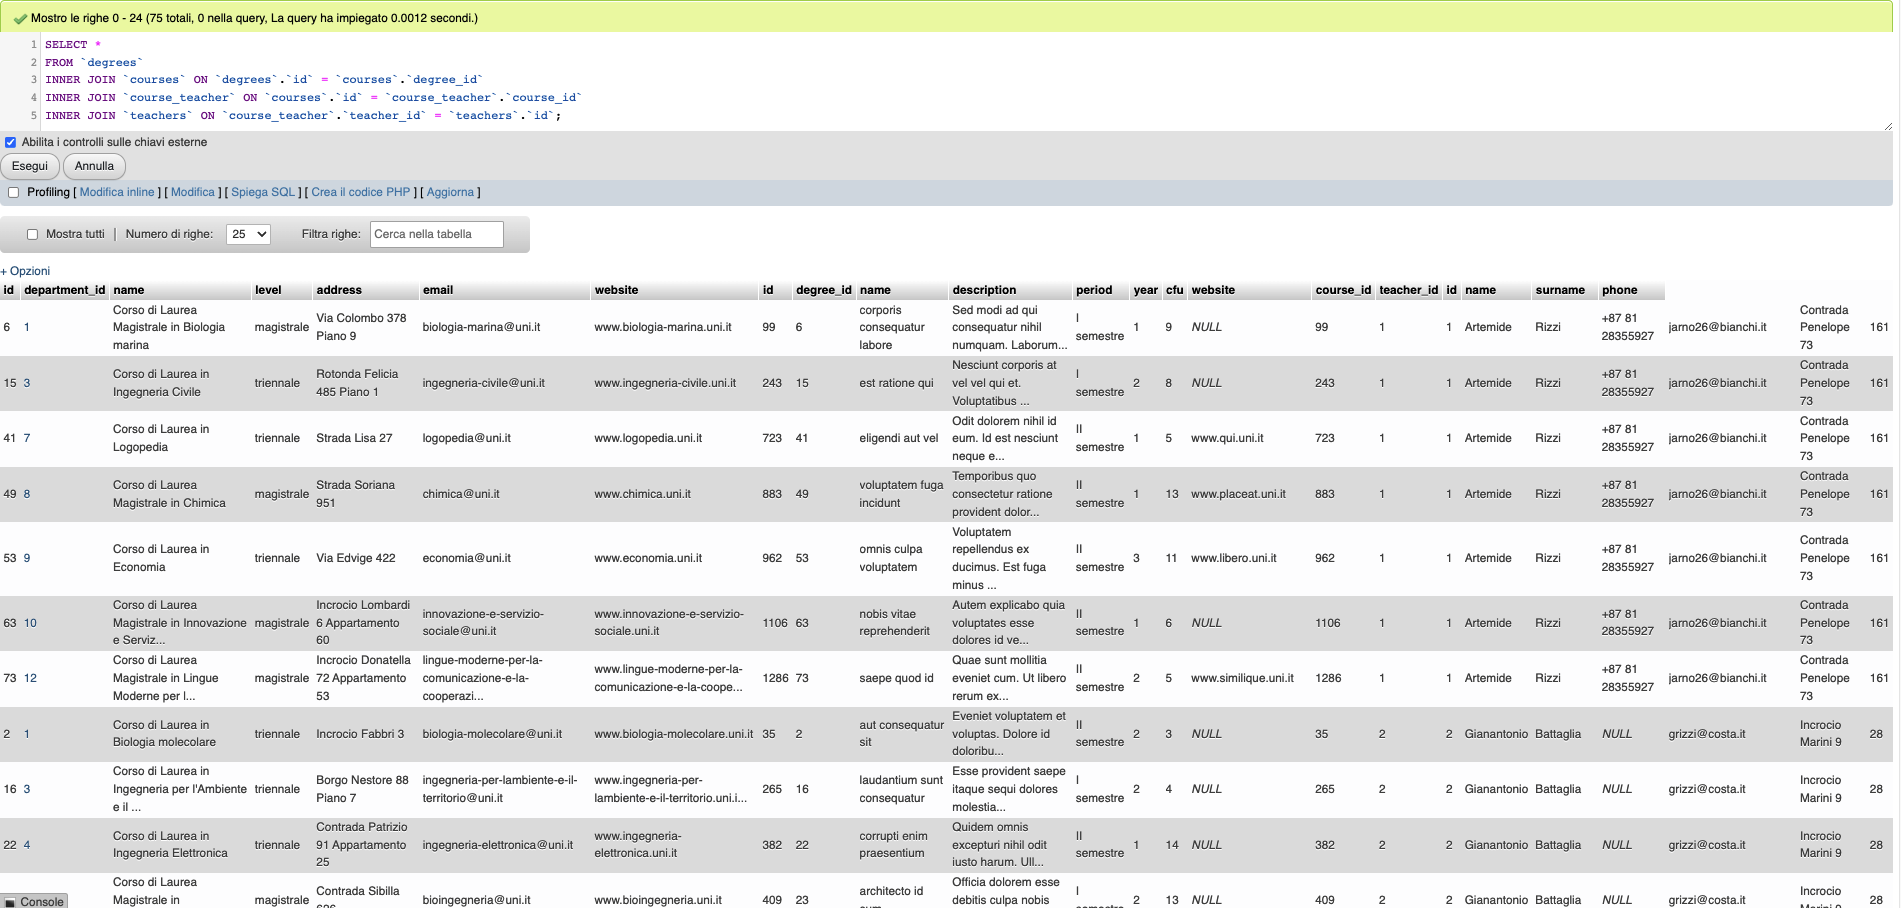 Mostro le righe 0 - 24 (75 totali, 0 nella query, La query ha impiegato 0.0012 secondi.)
1 SELECT *
2 FROM `degrees`
3 INNER JOIN `courses` ON `degrees`.`id` = `courses`.`degree_id`
4 INNER JOIN `course_teacher` ON `courses`.`id` = `course_teacher`.`course_id`
5 INNER JOIN `teachers` ON `course_teacher`.`teacher_id` = `teachers`.`id`;
Abilita i controlli sulle chiavi esterne
Esegui Annulla
Profiling [ Modifica inline ] [ Modifica ] [ Spiega SQL ] [ Crea il codice PHP ] [ Aggiorna ]
Mostra tutti | Numero di righe: 25 Filtra righe: Cerca nella tabella
+ Opzioni
id department_id name level address email website id degree_id name description period year cfu website course_id teacher_id id name surname phone
6 1 Corso di Laurea Magistrale in Biologia marina magistrale Via Colombo 378 Piano 9 biologia-marina@uni.it www.biologia-marina.uni.it 99 6 corporis consequatur labore Sed modi ad qui consequatur nihil numquam. Laborum... I semestre 1 9 NULL 99 1 1 Artemide Rizzi +87 81 28355927 jarno26@bianchi.it Contrada Penelope 73 161
15 3 Corso di Laurea in Ingegneria Civile triennale Rotonda Felicia 485 Piano 1 ingegneria-civile@uni.it www.ingegneria-civile.uni.it 243 15 est ratione qui Nesciunt corporis at vel vel qui et. Voluptatibus ... I semestre 2 8 NULL 243 1 1 Artemide Rizzi +87 81 28355927 jarno26@bianchi.it Contrada Penelope 73 161
41 7 Corso di Laurea in Logopedia triennale Strada Lisa 27 logopedia@uni.it www.logopedia.uni.it 723 41 eligendi aut vel Odit dolorem nihil id eum. Id est nesciunt neque e... II semestre 1 5 www.qui.uni.it 723 1 1 Artemide Rizzi +87 81 28355927 jarno26@bianchi.it Contrada Penelope 73 161
49 8 Corso di Laurea Magistrale in Chimica magistrale Strada Soriana 951 chimica@uni.it www.chimica.uni.it 883 49 voluptatem fuga incidunt Temporibus quo consectetur ratione provident dolor... II semestre 1 13 www.placeat.uni.it 883 1 1 Artemide Rizzi +87 81 28355927 jarno26@bianchi.it Contrada Penelope 73 161
53 9 Corso di Laurea in Economia triennale Via Edvige 422 economia@uni.it www.economia.uni.it 962 53 omnis culpa voluptatem Voluptatem repellendus ex ducimus. Est fuga minus ... II semestre 3 11 www.libero.uni.it 962 1 1 Artemide Rizzi +87 81 28355927 jarno26@bianchi.it Contrada Penelope 73 161
63 10 Corso di Laurea Magistrale in Innovazione e Serviz... magistrale Incrocio Lombardi 6 Appartamento 60 innovazione-e-servizio-sociale@uni.it www.innovazione-e-servizio-sociale.uni.it 1106 63 nobis vitae reprehenderit Autem explicabo quia voluptates esse dolores id ve... II semestre 1 6 NULL 1106 1 1 Artemide Rizzi +87 81 28355927 jarno26@bianchi.it Contrada Penelope 73 161
73 12 Corso di Laurea Magistrale in Lingue Moderne per l... magistrale Incrocio Donatella 72 Appartamento 53 lingue-moderne-per-la-comunicazione-e-la-cooperazi... www.lingue-moderne-per-la-comunicazione-e-la-coope... 1286 73 saepe quod id Quae sunt mollitia eveniet cum. Ut libero rerum ex... II semestre 2 5 www.similique.uni.it 1286 1 1 Artemide Rizzi +87 81 28355927 jarno26@bianchi.it Contrada Penelope 73 161
2 1 Corso di Laurea in Biologia molecolare triennale Incrocio Fabbri 3 biologia-molecolare@uni.it www.biologia-molecolare.uni.it 35 2 aut consequatur sit Eveniet voluptatem et voluptas. Dolore id doloribu... II semestre 2 3 NULL 35 2 2 Gianantonio Battaglia NULL grizzi@costa.it Incrocio Marini 9 28
16 3 Corso di Laurea in Ingegneria per l'Ambiente e il ... triennale Borgo Nestore 88 Piano 7 ingegneria-per-lambiente-e-il-territorio@uni.it www.ingegneria-per-lambiente-e-il-territorio.uni.i... 265 16 laudantium sunt consequatur Esse provident saepe itaque sequi dolores molestia... I semestre 2 4 NULL 265 2 2 Gianantonio Battaglia NULL grizzi@costa.it Incrocio Marini 9 28
22 4 Corso di Laurea in Ingegneria Elettronica triennale Contrada Patrizio 91 Appartamento 25 ingegneria-elettronica@uni.it www.ingegneria-elettronica.uni.it 382 22 corrupti enim praesentium Quidem omnis excepturi nihil odit iusto harum. Ull... II semestre 1 14 NULL 382 2 2 Gianantonio Battaglia NULL grizzi@costa.it Incrocio Marini 9 28
Corso di Laurea Magistrale in magistrale Contrada Sibilla bioingegneria@uni.it www.bioingegneria.uni.it 409 23 architecto id Officia dolorem esse debitis culpa nobis I 2 13 NULL 409 2 2 Gianantonio Battaglia NULL grizzi@costa.it Incrocio 28
Console